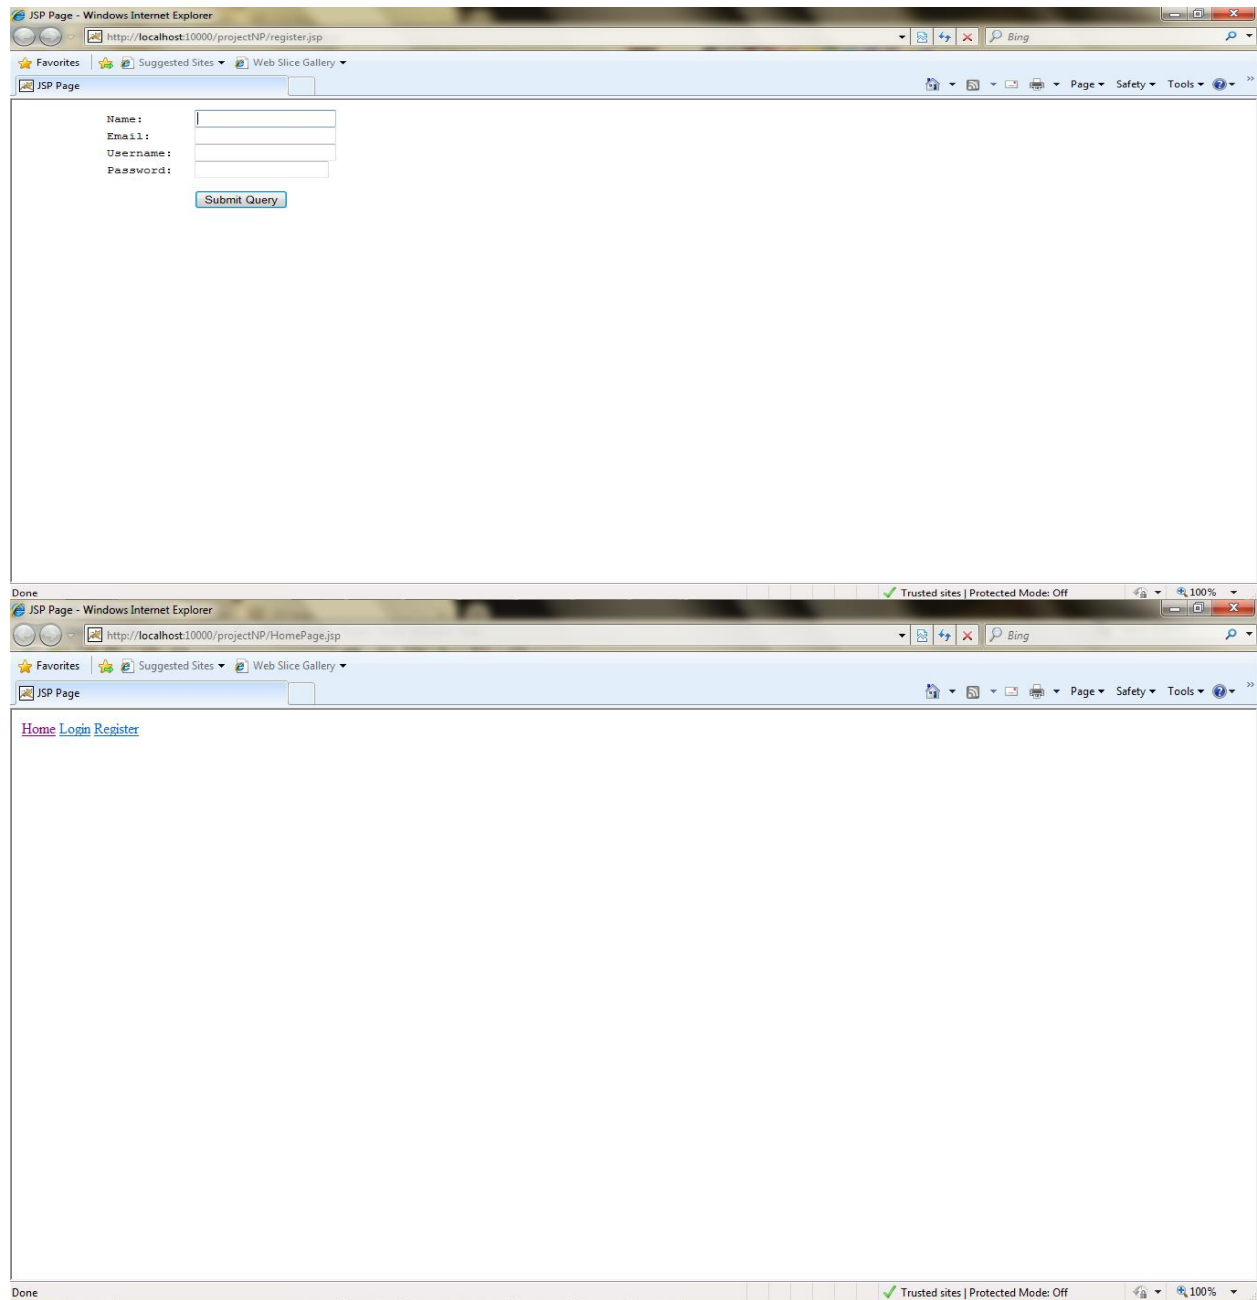 JSP Page - Windows Internet Explorer
http://localhost:10000/projectNP/register.jsp
Bing
Favorites Suggested Sites Web Slice Gallery
JSP Page Page Safety Tools
Name:
Email:
Username:
Password:
Submit Query
Done Trusted sites | Protected Mode: Off 100%
JSP Page - Windows Internet Explorer
http://localhost:10000/projectNP/HomePage.jsp
Bing
Favorites Suggested Sites Web Slice Gallery
JSP Page Page Safety Tools
Home Login Register
Done Trusted sites | Protected Mode: Off 100%